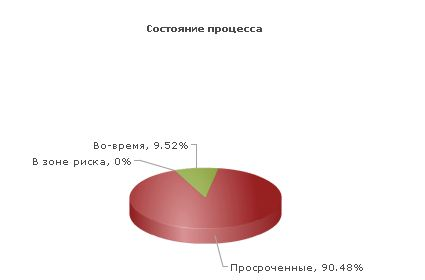 Состояние процесса
Во-время, 9.52%
В зоне риска, 0%
Просроченные, 90.48%